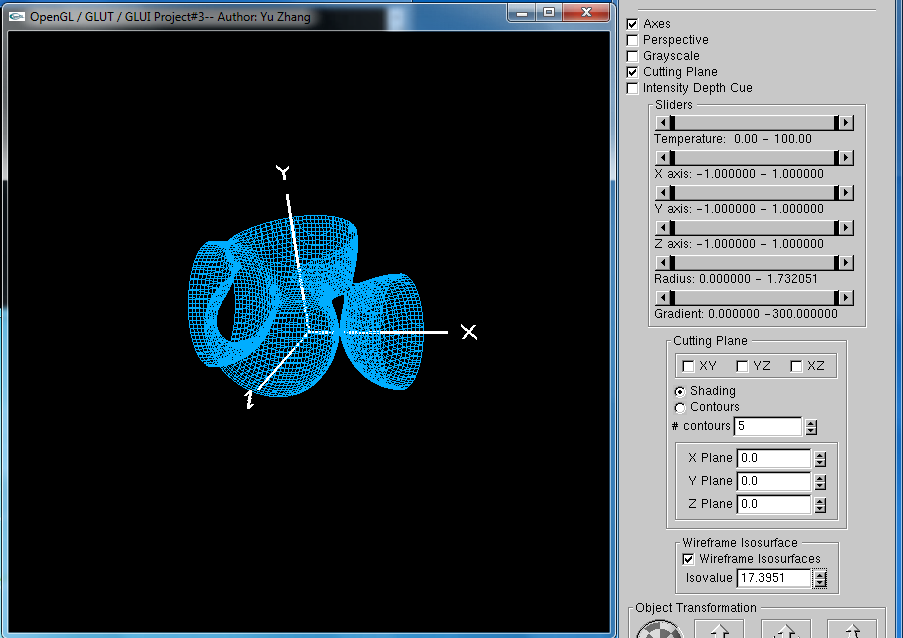 OpenGL / GLUT / GLUI Project#3-- Author: Yu Zhang
Y
X
Z
Axes
Perspective
Grayscale
Cutting Plane
Intensity Depth Cue
Sliders
Temperature: 0.00 - 100.00
X axis: -1.000000 - 1.000000
Y axis: -1.000000 - 1.000000
Z axis: -1.000000 - 1.000000
Radius: 0.000000 - 1.732051
Gradient: 0.000000 -300.000000
Cutting Plane
XY YZ XZ
Shading
Contours
# contours 5
X Plane 0.0
Y Plane 0.0
Z Plane 0.0
Wireframe Isosurface
Wireframe Isosurfaces
Isovalue 17.3951
Object Transformation